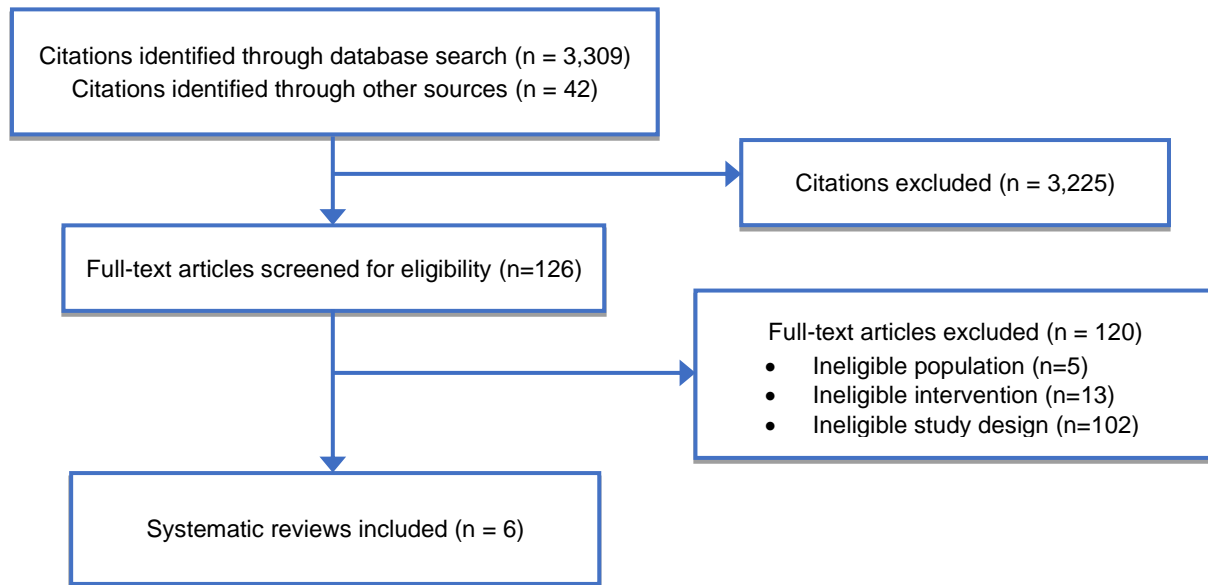 Citations identified through database search (n = 3,309)
Citations identified through other sources (n = 42)
Citations excluded (n = 3,225)
Full-text articles screened for eligibility (n=126)
Full-text articles excluded (n = 120)
• Ineligible population (n=5)
• Ineligible intervention (n=13)
• Ineligible study design (n=102)
Systematic reviews included (n = 6)